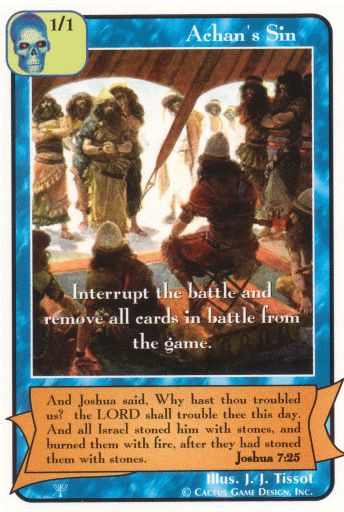 1/1
Achan's Sin
Interrupt the battle and
remove all cards in battle from
the game.
And Joshua said, Why hast thou troubled
us? the LORD shall trouble thee this day.
And all Israel stoned him with stones, and
burned them with fire, after they had stoned
them with stones. Joshua 7:25
Illus. J. J. Tissot
© Cactus Game Design, Inc.